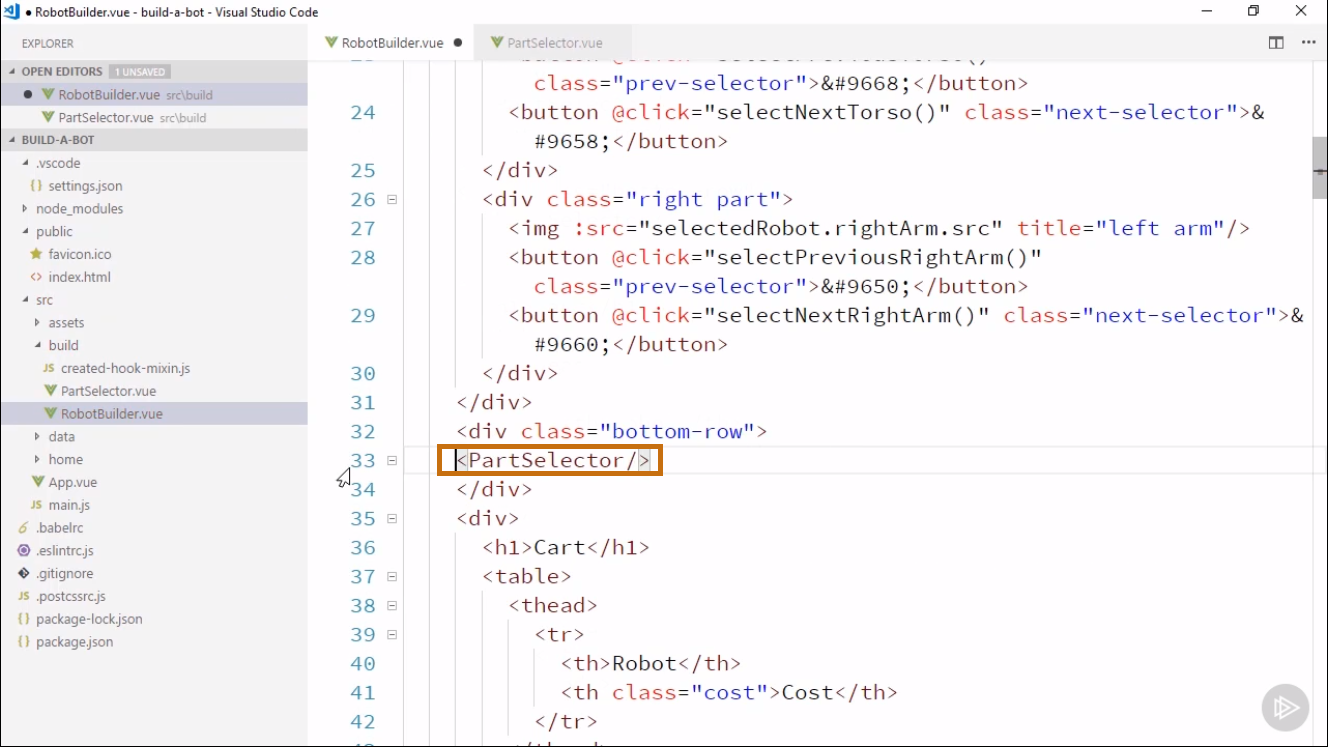 ● RobotBuilder.vue - build-a-bot - Visual Studio Code
EXPLORER
RobotBuilder.vue ●
PartSelector.vue
OPEN EDITORS 1 UNSAVED
● RobotBuilder.vue src\build
PartSelector.vue src\build
BUILD-A-BOT
.vscode
{} settings.json
node_modules
public
favicon.ico
<> index.html
src
assets
build
JS created-hook-mixin.js
PartSelector.vue
RobotBuilder.vue
data
home
App.vue
JS main.js
.babelrc
.eslintrc.js
.gitignore
JS .postcssrc.js
{} package-lock.json
{} package.json
class="prev-selector">&#9668;</button>
24 <button @click="selectNextTorso()" class="next-selector">&
#9658;</button>
25 </div>
26 <div class="right part">
27 <img :src="selectedRobot.rightArm.src" title="left arm"/>
28 <button @click="selectPreviousRightArm()"
class="prev-selector">&#9650;</button>
29 <button @click="selectNextRightArm()" class="next-selector">&
#9660;</button>
30 </div>
31 </div>
32 <div class="bottom-row">
33 <PartSelector/>
34 </div>
35 <div>
36 <h1>Cart</h1>
37 <table>
38 <thead>
39 <tr>
40 <th>Robot</th>
41 <th class="cost">Cost</th>
42 </tr>